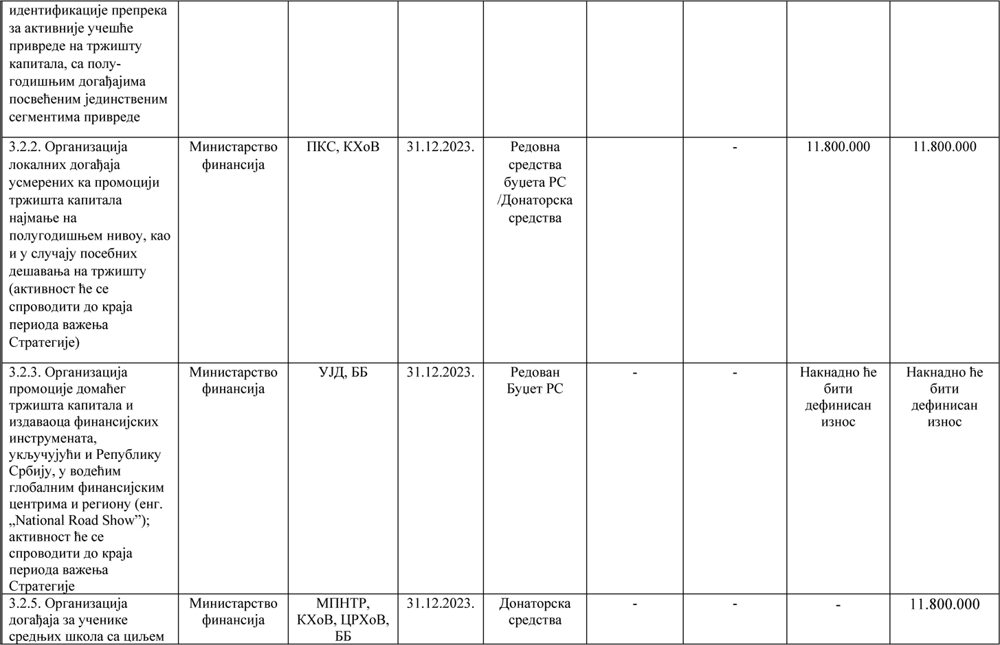 идентификације препрека
за активније учешће
привреде на тржишту
капитала, са полу-
годишњим догађајима
посвећеним јединственим
сегментима привреде
3.2.2. Организација
локалних догађаја
усмерених ка промоцији
тржишта капитала
најмање на
полугодишњем нивоу, као
и у случају посебних
дешавања на тржишту
(активност ће се
спроводити до краја
периода важења
Стратегије)
Министарство
финансија
ПКС, КХоВ
31.12.2023.
Редовна
средства
буџета РС
/Донаторска
средства
-
11.800.000
11.800.000
3.2.3. Организација
промоције домаћег
тржишта капитала и
издаваоца финансијских
инструмената,
укључујући и Републику
Србију, у водећим
глобалним финансијским
центрима и региону (енг.
„National Road Show”);
активност ће се
спроводити до краја
периода важења
Стратегије
Министарство
финансија
УЈД, ББ
31.12.2023.
Редован
Буџет РС
-
-
Накнадно ће
бити
дефинисан
износ
Накнадно ће
бити
дефинисан
износ
3.2.5. Организација
догађаја за ученике
средњих школа са циљем
Министарство
финансија
МПНТР,
КХоВ, ЦРХоВ,
ББ
31.12.2023.
Донаторска
средства
-
-
-
11.800.000